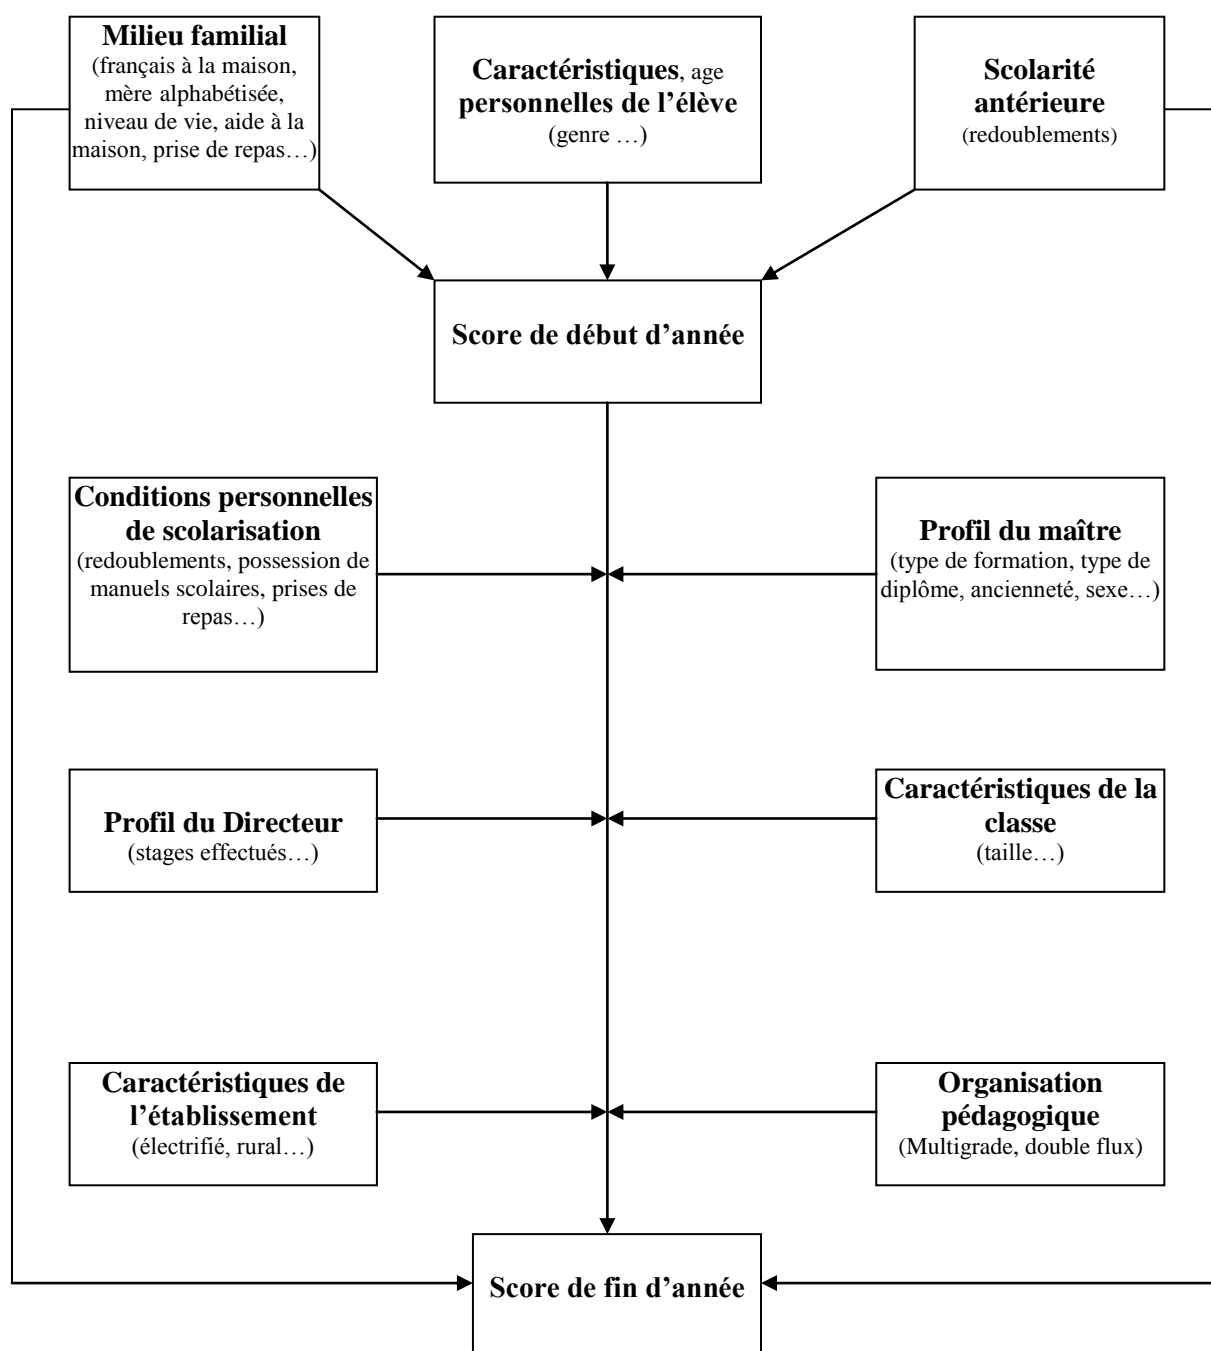 Milieu familial
(français à la maison,
mère alphabétisée,
niveau de vie, aide à la
maison, prise de repas…)
Caractéristiques, age
personnelles de l’élève
(genre …)
Scolarité
antérieure
(redoublements)
Score de début d’année
Conditions personnelles
de scolarisation
(redoublements, possession de
manuels scolaires, prises de
repas…)
Profil du maître
(type de formation, type de
diplôme, ancienneté, sexe…)
Profil du Directeur
(stages effectués…)
Caractéristiques de la
classe
(taille…)
Caractéristiques de
l’établissement
(électrifié, rural…)
Organisation
pédagogique
(Multigrade, double flux)
Score de fin d’année